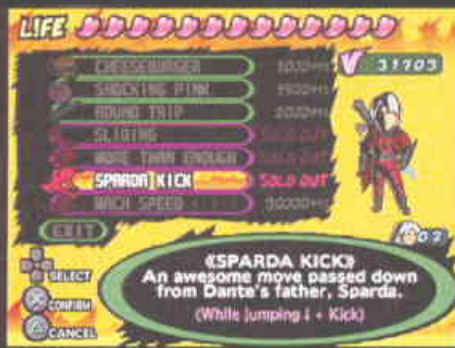 LIFE
CHEESEBURGER
SHOCKING PINK
ROUND TRIP
SLIDING
MORE THAN ENOUGH
SPARDA KICK SOLD OUT
MACH SPEED
EXIT
SELECT
CONFIRM
CANCEL
31703
02
《SPARDA KICK》
An awesome move passed down
from Dante's father, Sparda.
(While jumping ↓ + Kick)